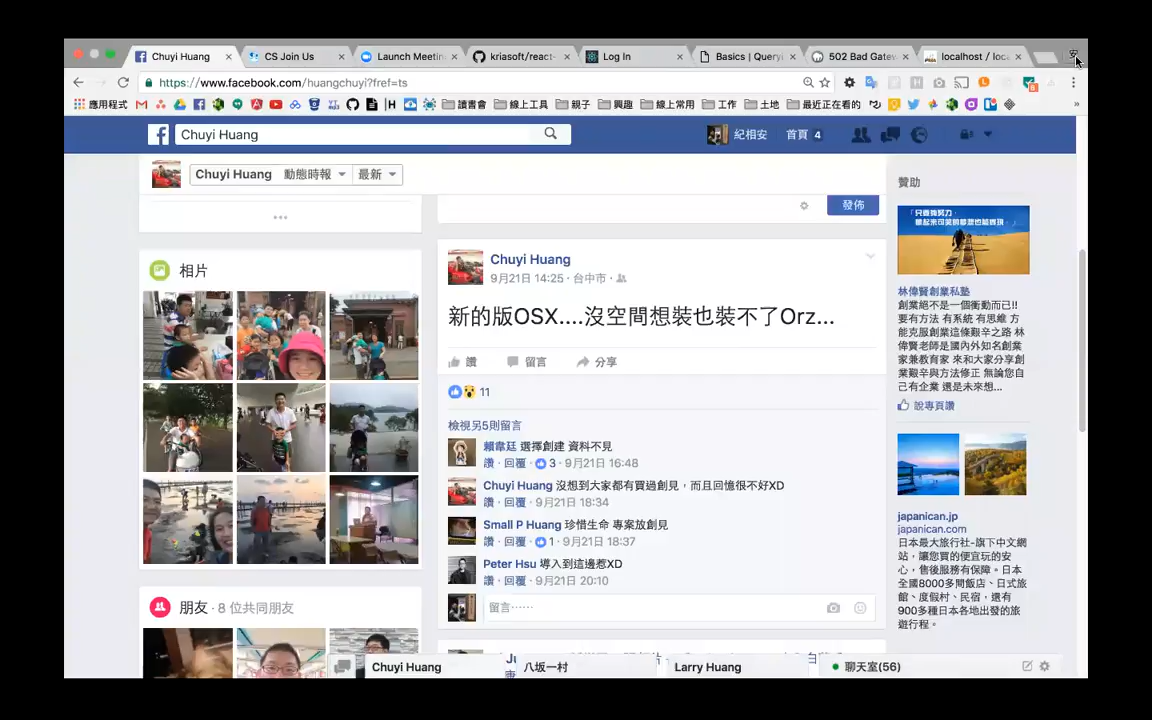 Chuyi Huang
CS Join Us
Launch Meetin
kriasoft/react-
Log In
Basics | Queryi
502 Bad Gatew
localhost / loca
https://www.facebook.com/huangchuyi?fref=ts
應用程式
讀書會
線上工具
親子
興趣
線上常用
工作
土地
最近正在看的
Chuyi Huang
紀相安
首頁 4
Chuyi Huang 動態時報 最新
發佈
贊助
相片
Chuyi Huang
9月21日 14:25 · 台中市
新的版OSX....沒空間想裝也裝不了Orz...
讚 留言 分享
11
檢視另5則留言
賴韋廷 選擇創建 資料不見
讚 · 回覆 · 3 · 9月21日 16:48
Chuyi Huang 沒想到大家都有買過創見，而且回憶很不好XD
讚 · 回覆 · 9月21日 18:34
Small P Huang 珍惜生命 專案放創見
讚 · 回覆 · 1 · 9月21日 18:37
Peter Hsu 導入到這邊惹XD
讚 · 回覆 · 9月21日 20:10
留言······
林偉賢創業私塾
創業絕不是一個衝動而已!!
要有方法 有系統 有思維 方
能克服創業這條艱辛之路 林
偉賢老師是國內外知名創業
家兼教育家 來和大家分享創
業艱辛與方法修正 無論您自
己有企業 還是未來想...
說專頁讚
japanican.jp
japanican.com
日本最大旅行社-旗下中文網
站，讓您買的便宜玩的安
心，售後服務有保障。日本
全國8000多間飯店、日式旅
館、度假村、民宿，還有
900多種日本各地出發的旅
遊行程。
朋友 · 8 位共同朋友
Chuyi Huang
八坂一村
Larry Huang
聊天室(56)